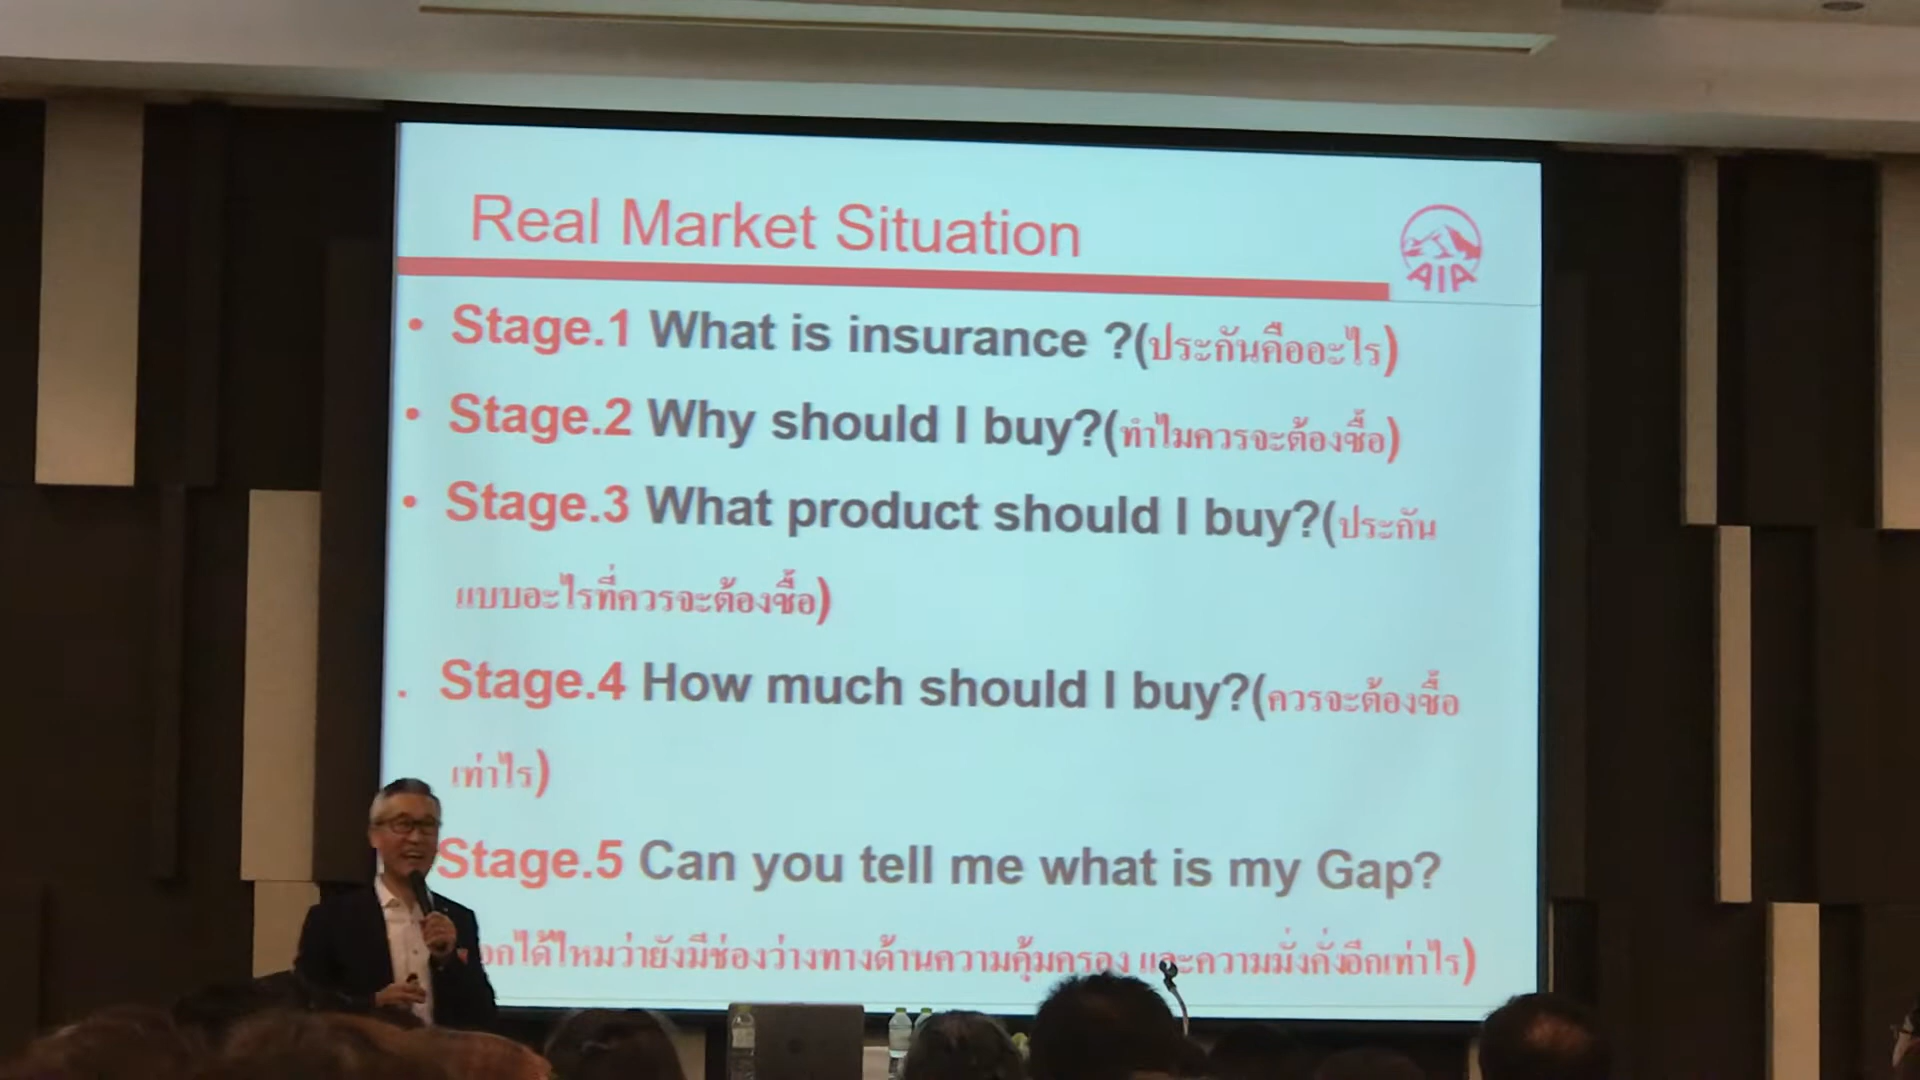 Real Market Situation
AIA
• Stage.1 What is insurance ?(ประกันคืออะไร)
• Stage.2 Why should I buy?(ทำไมควรจะต้องซื้อ)
• Stage.3 What product should I buy?(ประกัน
แบบอะไรที่ควรจะต้องซื้อ)
. Stage.4 How much should I buy?(ควรจะต้องซื้อ
เท่าไร)
Stage.5 Can you tell me what is my Gap?
อกได้ไหมว่ายังมีช่องว่างทางด้านความคุ้มครอง และความมั่งคั่งอีกเท่าไร)